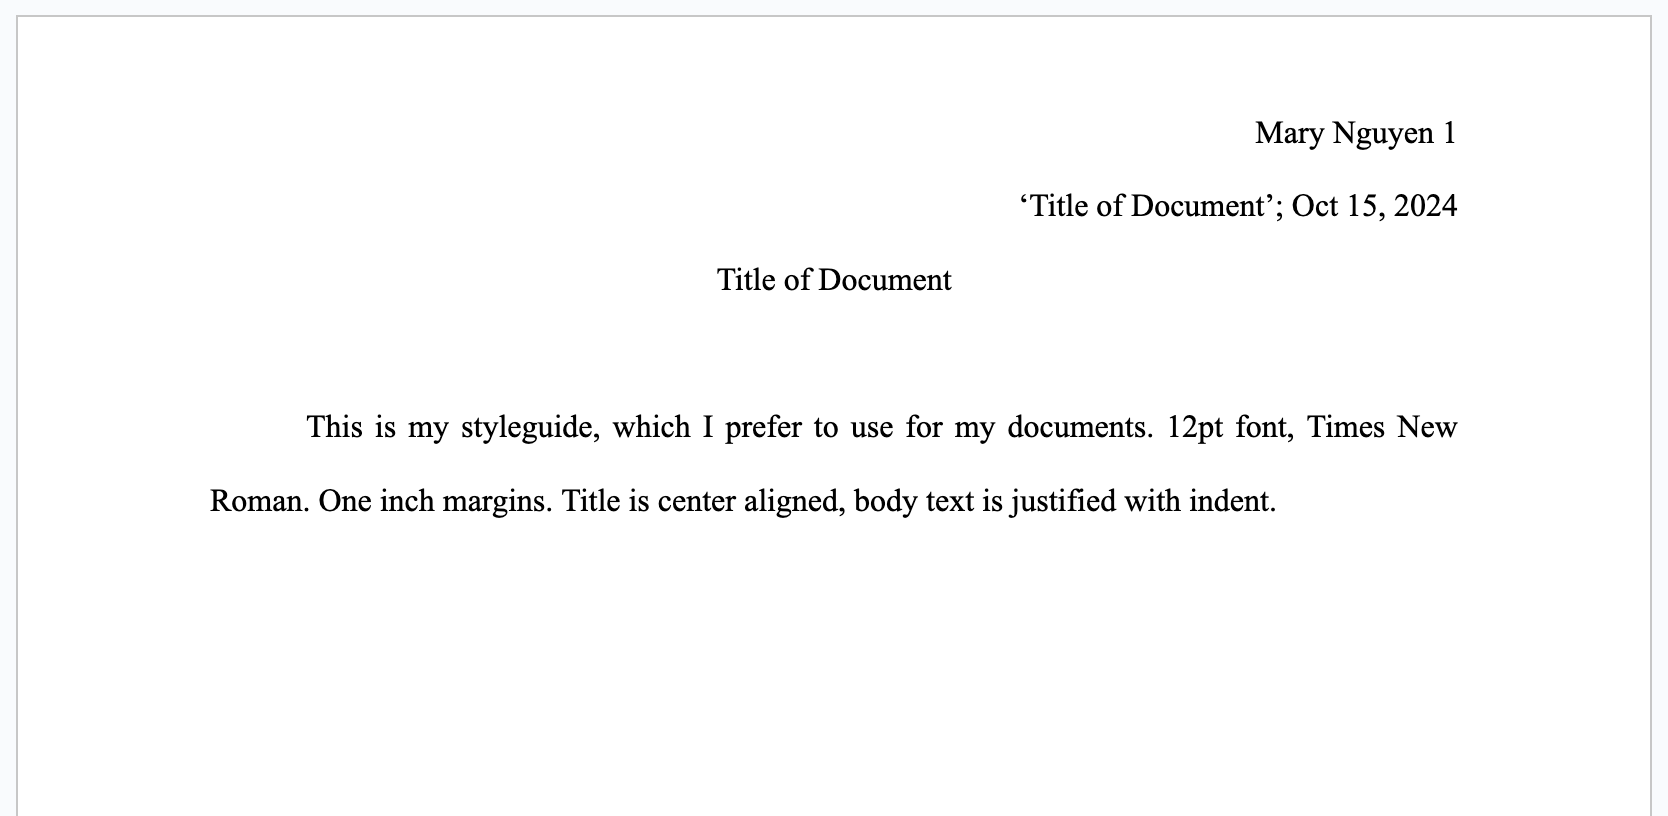 Mary Nguyen 1
‘Title of Document’; Oct 15, 2024
Title of Document
This is my styleguide, which I prefer to use for my documents. 12pt font, Times New
Roman. One inch margins. Title is center aligned, body text is justified with indent.